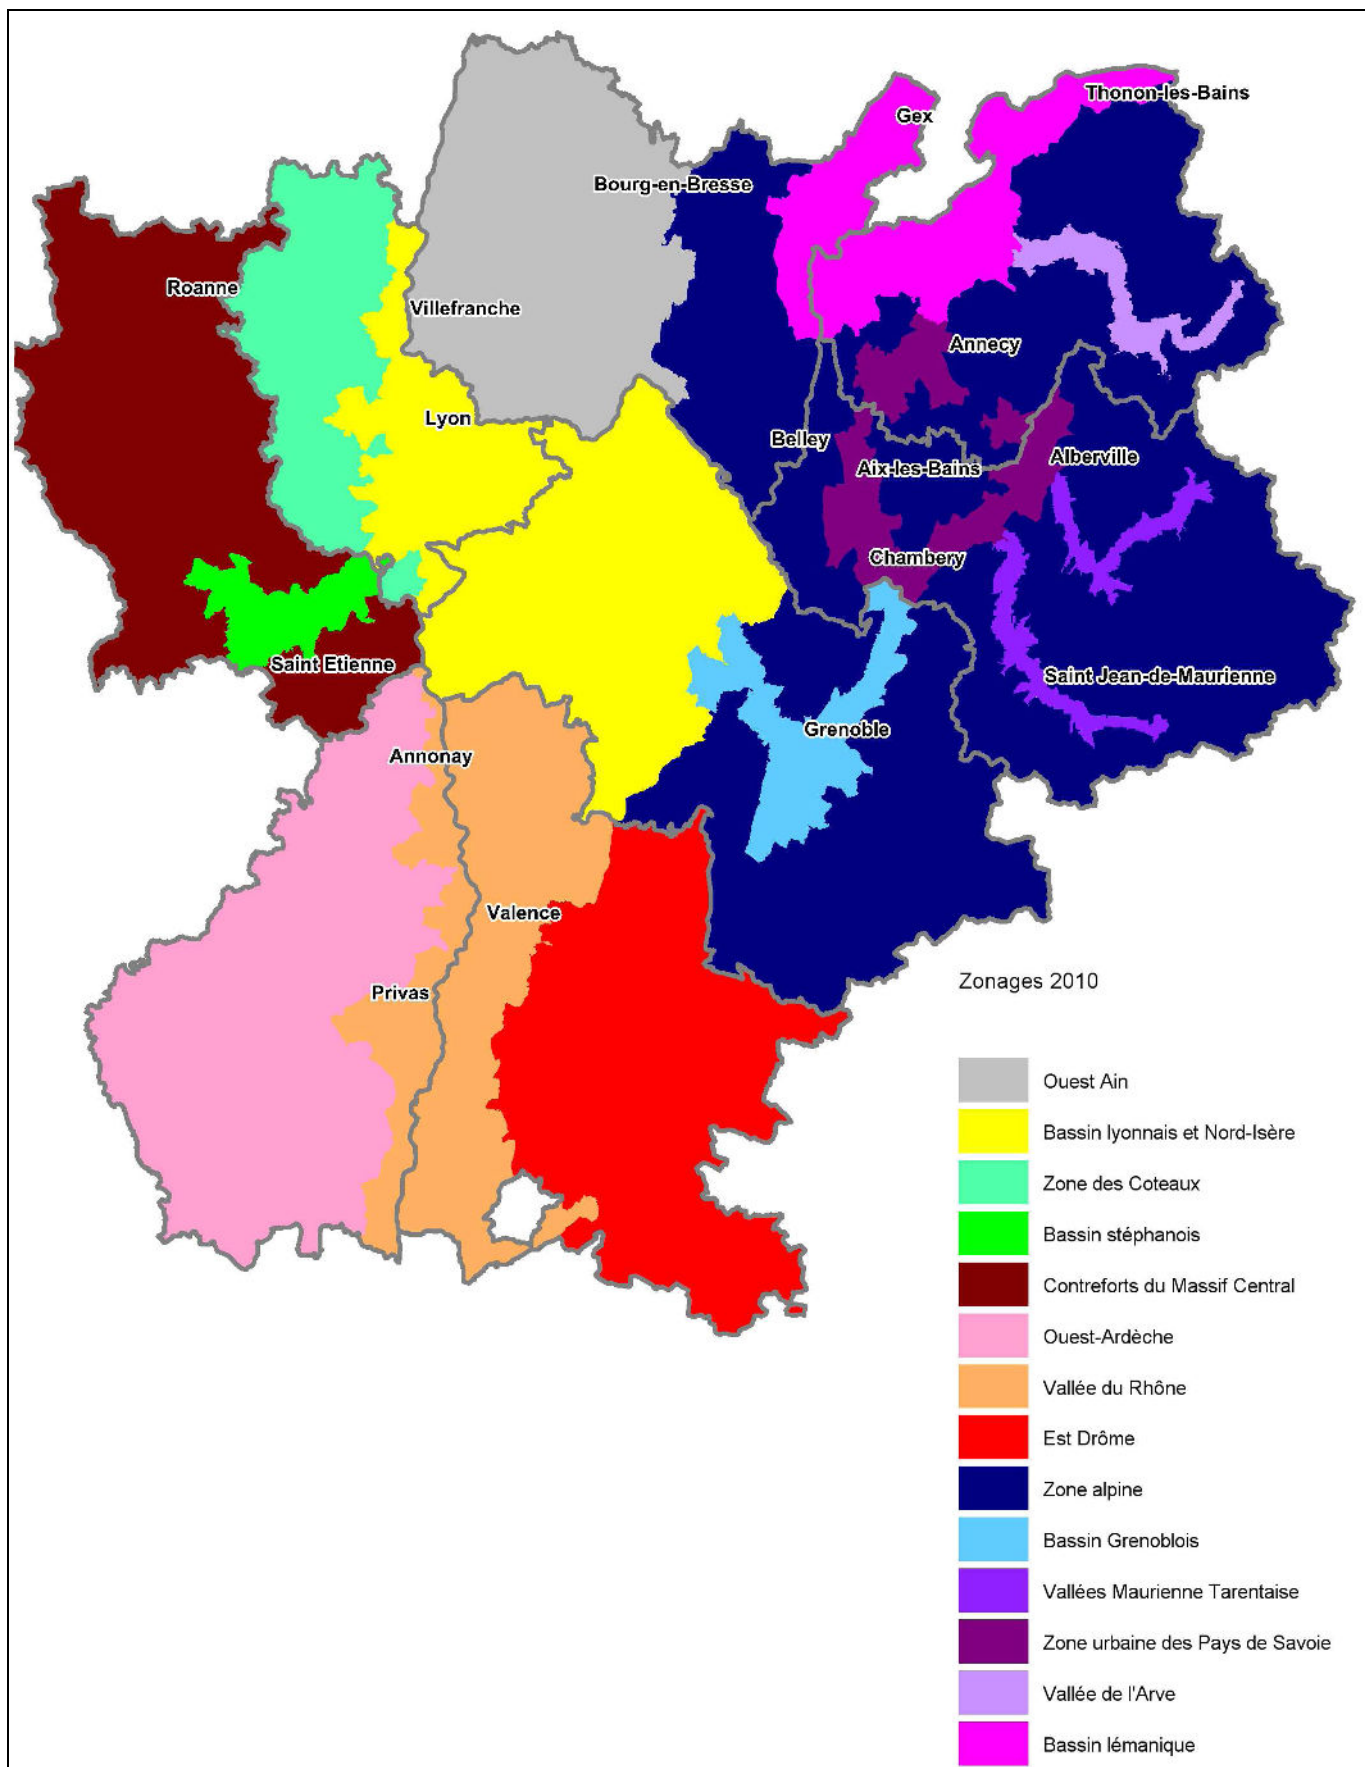 Thonon-les-Bains
Gex
Bourg-en-Bresse
Roanne
Villefranche
Annecy
Lyon
Belley
Aix-les-Bains
Alberville
Chambery
Saint Etienne
Saint Jean-de-Maurienne
Grenoble
Annonay
Valence
Privas
Zonages 2010
Ouest Ain
Bassin lyonnais et Nord-Isère
Zone des Coteaux
Bassin stéphanois
Contreforts du Massif Central
Ouest-Ardèche
Vallée du Rhône
Est Drôme
Zone alpine
Bassin Grenoblois
Vallées Maurienne Tarentaise
Zone urbaine des Pays de Savoie
Vallée de l'Arve
Bassin lémanique